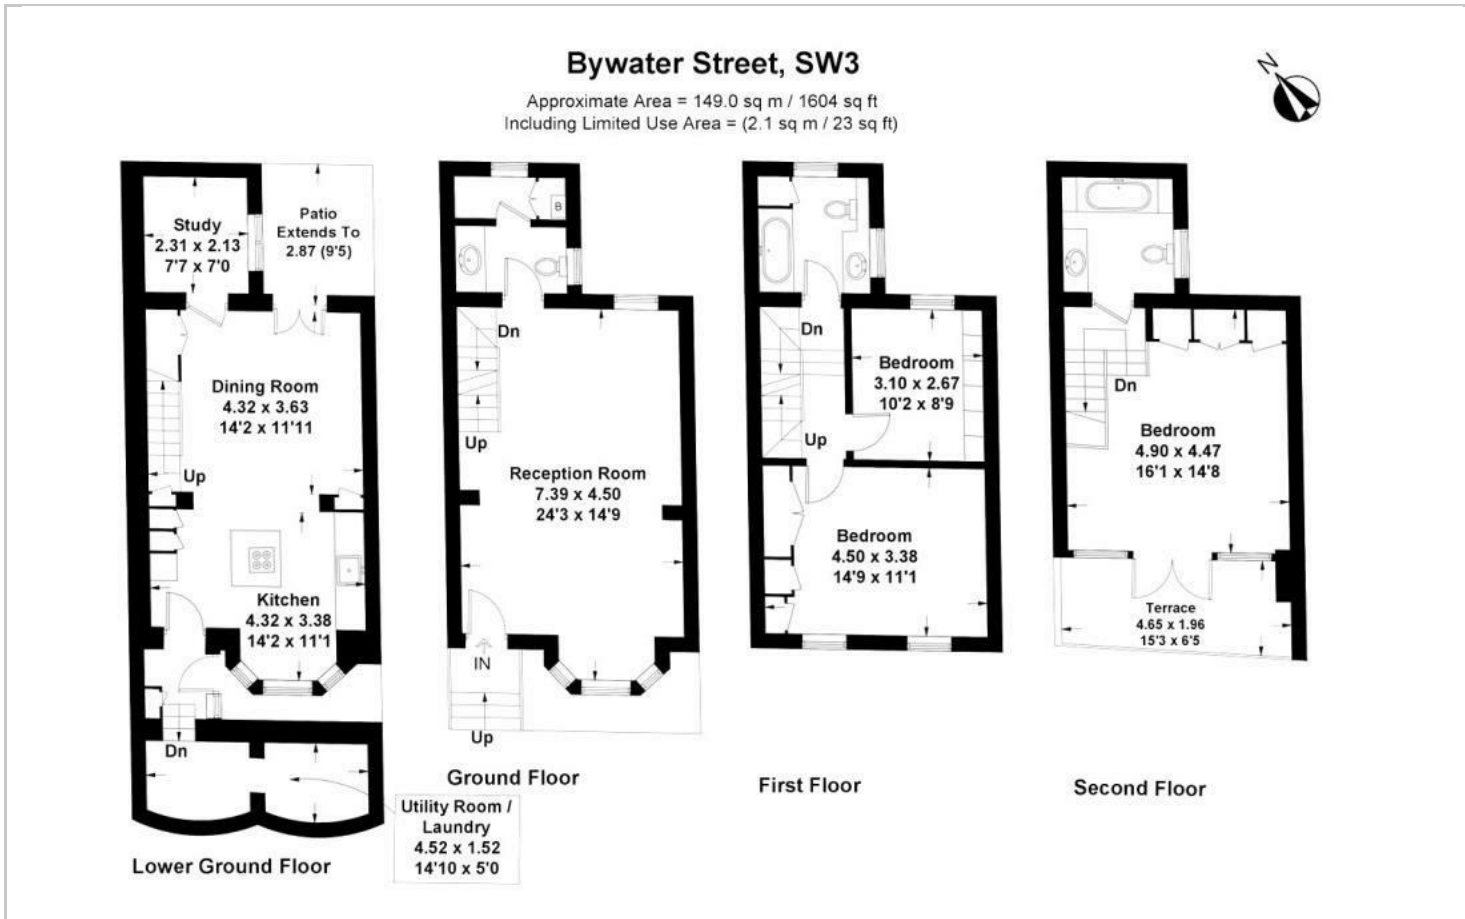 Bywater Street, SW3
Approximate Area = 149.0 sq m / 1604 sq ft
Including Limited Use Area = (2.1 sq m / 23 sq ft)
N
Study
2.31 x 2.13
7'7 x 7'0
Patio
Extends To
2.87 (9'5)
Dining Room
4.32 x 3.63
14'2 x 11'11
Up
Kitchen
4.32 x 3.38
14'2 x 11'1
Dn
Utility Room /
Laundry
4.52 x 1.52
14'10 x 5'0
Lower Ground Floor
B
Dn
Up
Reception Room
7.39 x 4.50
24'3 x 14'9
IN
Up
Ground Floor
Dn
Bedroom
3.10 x 2.67
10'2 x 8'9
Up
Bedroom
4.50 x 3.38
14'9 x 11'1
First Floor
Dn
Bedroom
4.90 x 4.47
16'1 x 14'8
Terrace
4.65 x 1.96
15'3 x 6'5
Second Floor